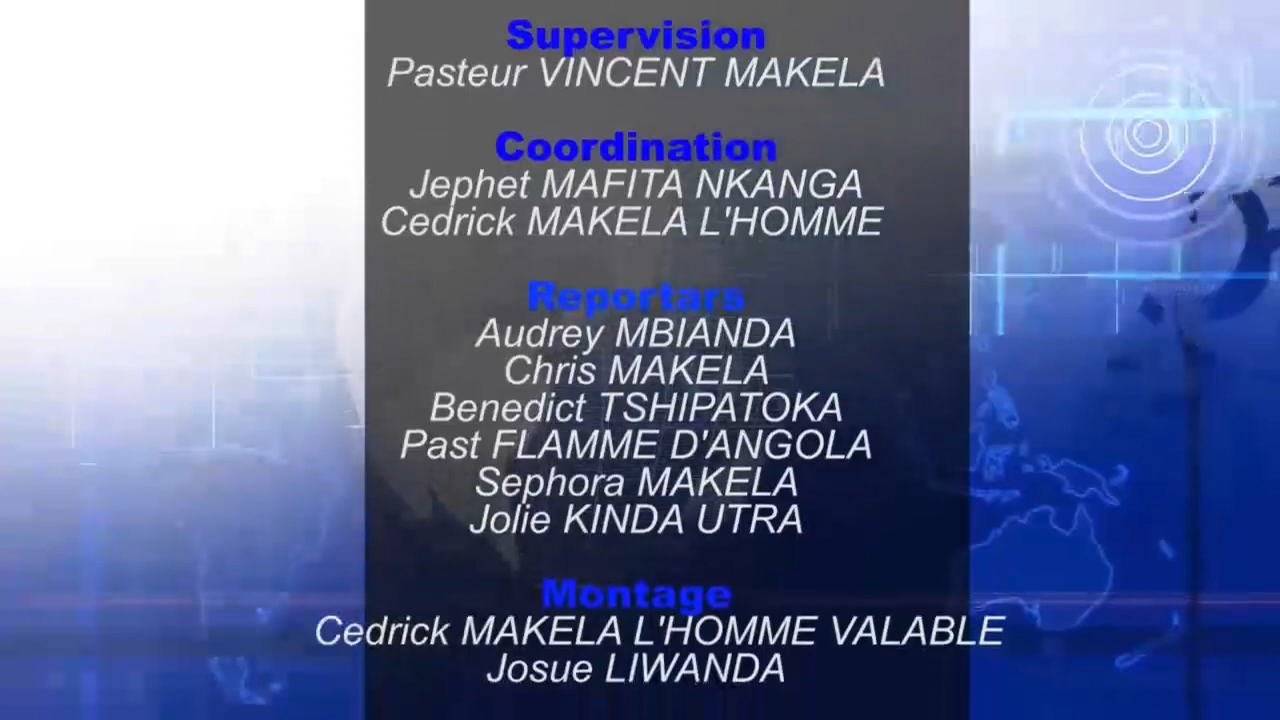 Supervision
Pasteur VINCENT MAKELA
Coordination
Jephet MAFITA NKANGA
Cedrick MAKELA L'HOMME
Reportars
Audrey MBIANDA
Chris MAKELA
Benedict TSHIPATOKA
Past FLAMME D'ANGOLA
Sephora MAKELA
Jolie KINDA UTRA
Montage
Cedrick MAKELA L'HOMME VALABLE
Josue LIWANDA